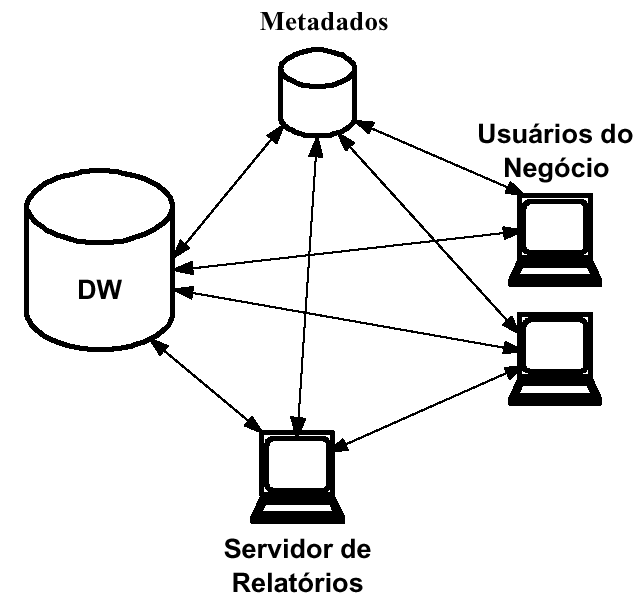 Metadados
Usuários do
Negócio
DW
Servidor de
Relatórios